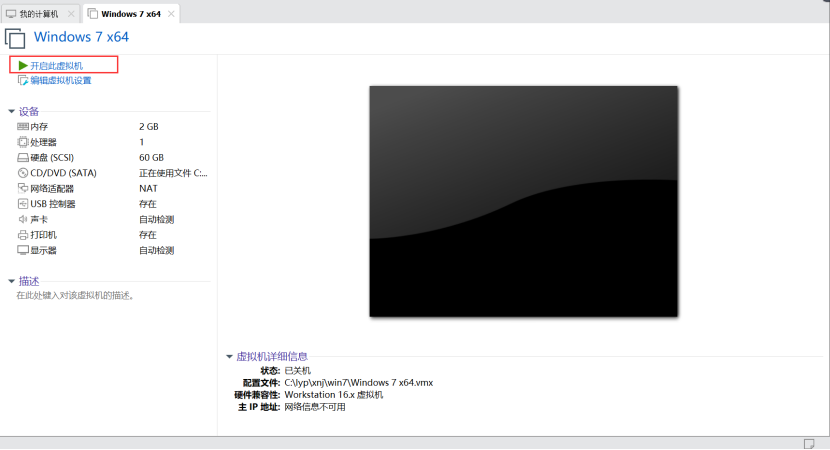 我的计算机
Windows 7 x64
Windows 7 x64
开启此虚拟机
编辑虚拟机设置
设备
内存 2 GB
处理器 1
硬盘 (SCSI) 60 GB
CD/DVD (SATA) 正在使用文件 C:...
网络适配器 NAT
USB 控制器 存在
声卡 自动检测
打印机 存在
显示器 自动检测
描述
在此处键入对该虚拟机的描述。
虚拟机详细信息
状态: 已关机
配置文件: C:\lyp\xnj\win7\Windows 7 x64.vmx
硬件兼容性: Workstation 16.x 虚拟机
主 IP 地址: 网络信息不可用